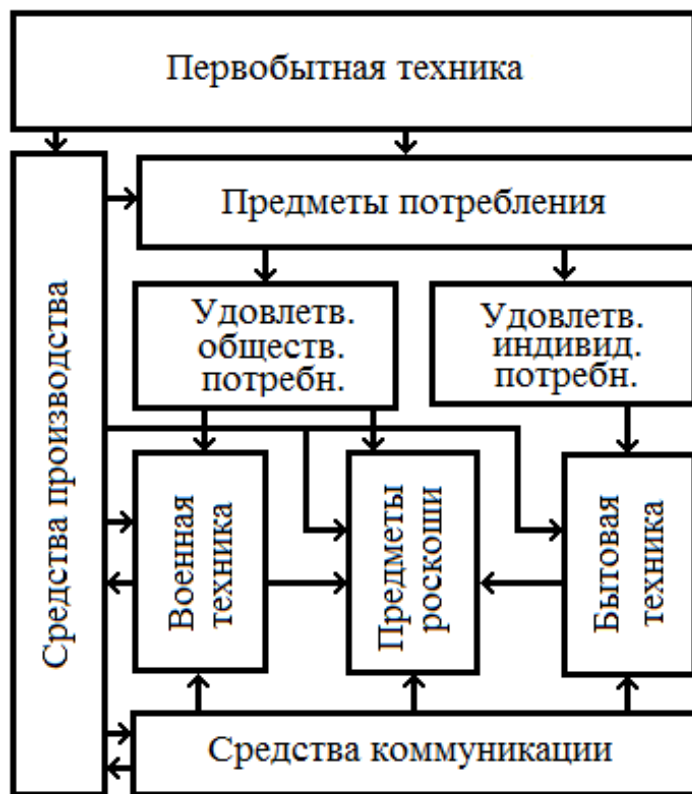 Первобытная техника
Средства производства
Предметы потребления
Удовлетв.
обществ.
потребн.
Удовлетв.
индивид.
потребн.
Военная
техника
Предметы
роскоши
Бытовая
техника
Средства коммуникации